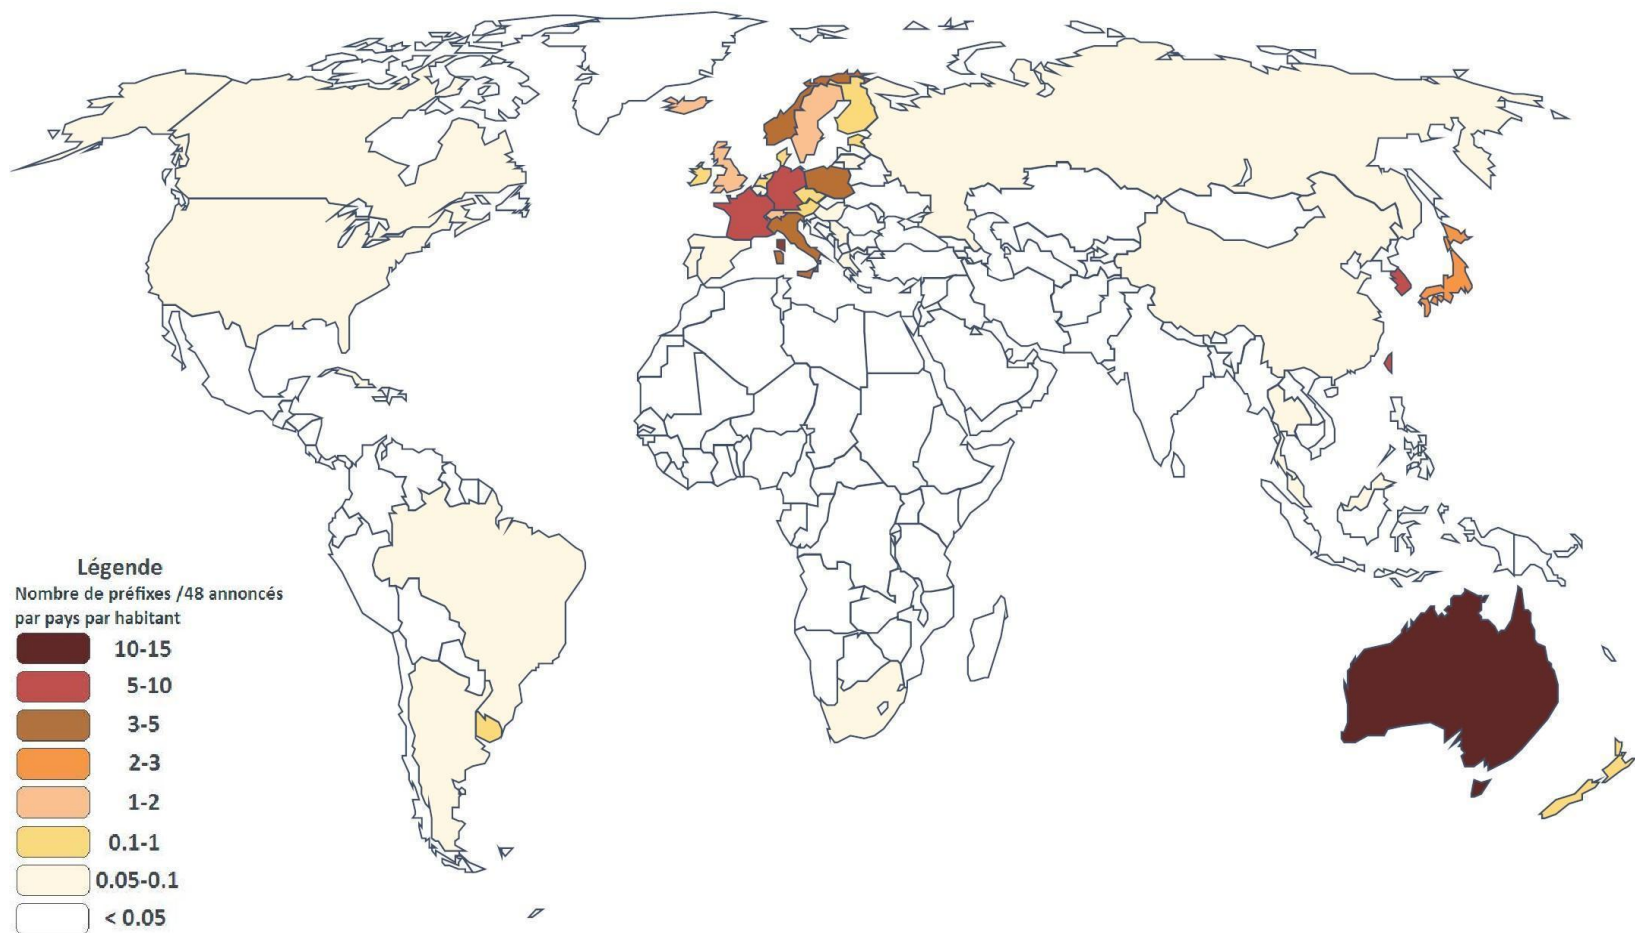 Légende
Nombre de préfixes /48 annoncés
par pays par habitant
10-15
5-10
3-5
2-3
1-2
0.1-1
0.05-0.1
< 0.05